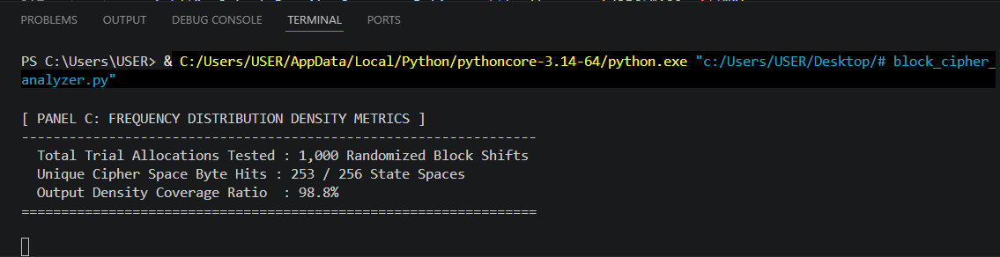 PROBLEMS OUTPUT DEBUG CONSOLE TERMINAL PORTS
PS C:\Users\USER> & C:/Users/USER/AppData/Local/Python/pythoncore-3.14-64/python.exe "c:/Users/USER/Desktop/# block_cipher_
analyzer.py"
[ PANEL C: FREQUENCY DISTRIBUTION DENSITY METRICS ]
-----------------------------------------------------------------
Total Trial Allocations Tested : 1,000 Randomized Block Shifts
Unique Cipher Space Byte Hits : 253 / 256 State Spaces
Output Density Coverage Ratio  : 98.8%
=================================================================